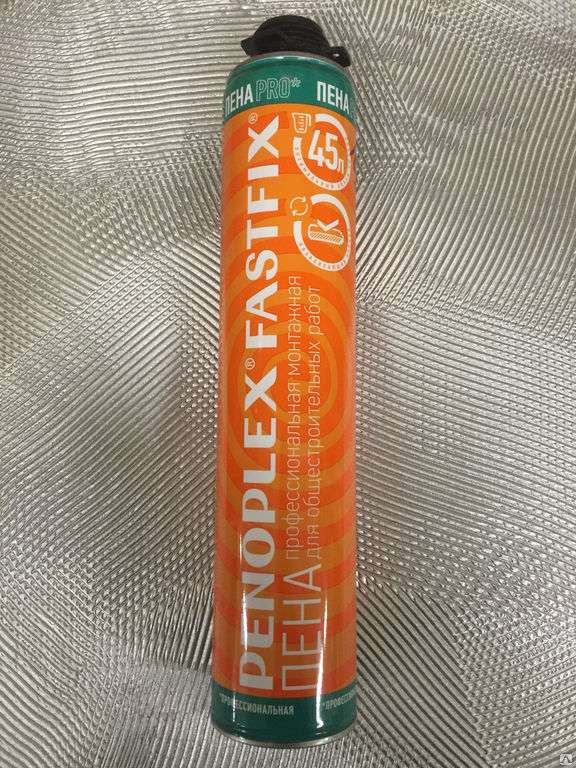 ПЕНА PRO*
ПЕНА
45л
PENOPLEX® FASTFIX®
ПЕНА
профессиональная монтажная
для общестроительных работ
*ПРОФЕССИОНАЛЬНАЯ